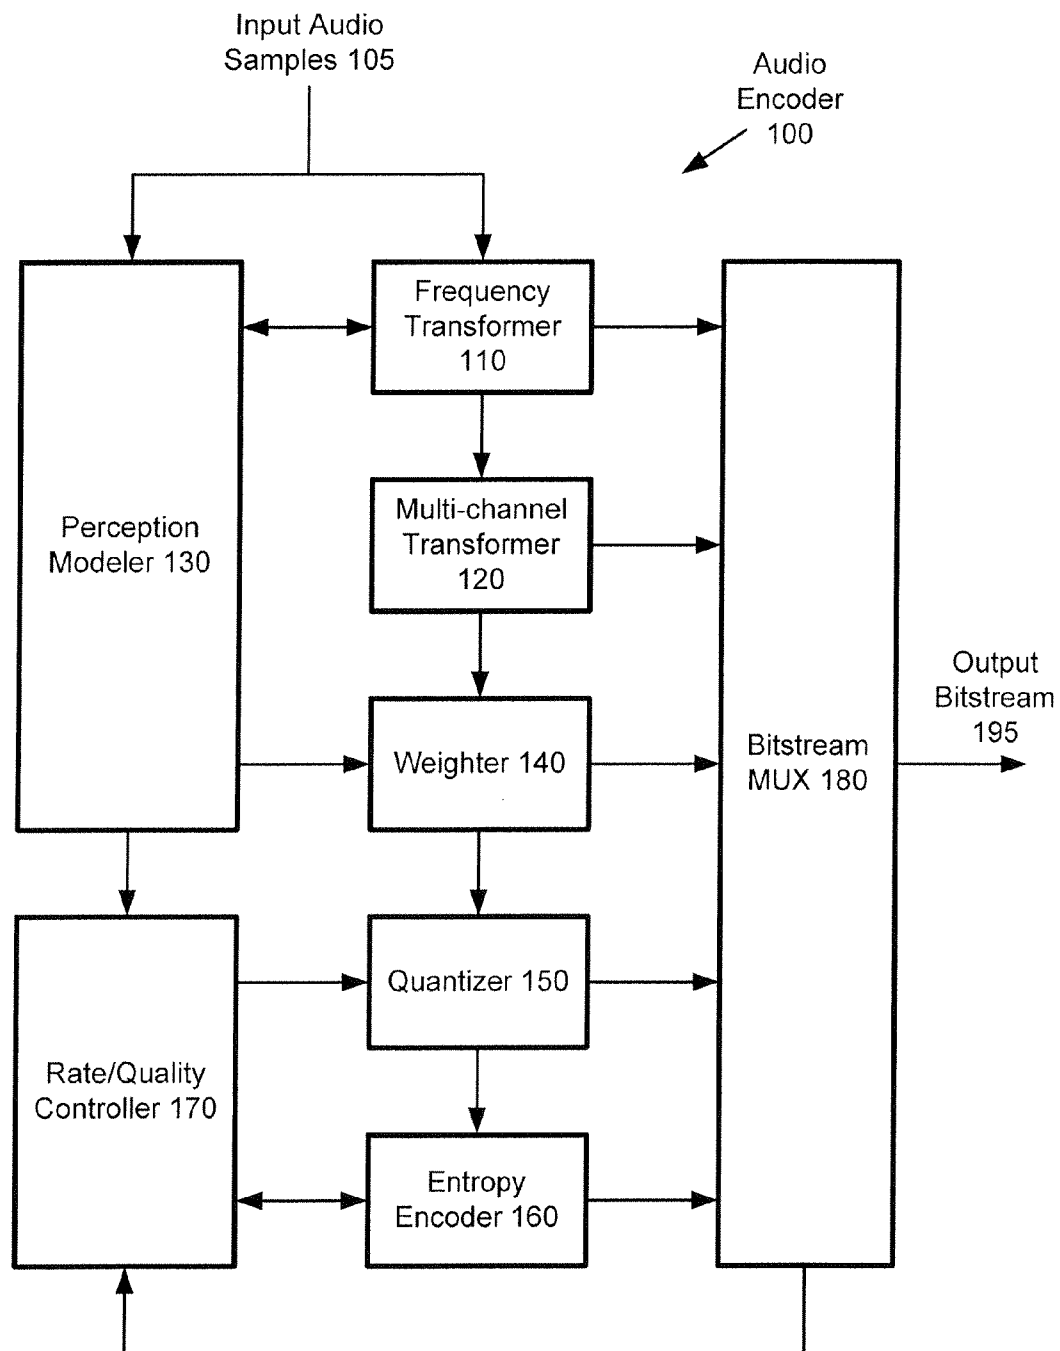 Input Audio
Samples 105
Audio
Encoder
100
Frequency
Transformer
110
Multi-channel
Transformer
120
Perception
Modeler 130
Weighter 140
Output
Bitstream
195
Bitstream
MUX 180
Quantizer 150
Rate/Quality
Controller 170
Entropy
Encoder 160